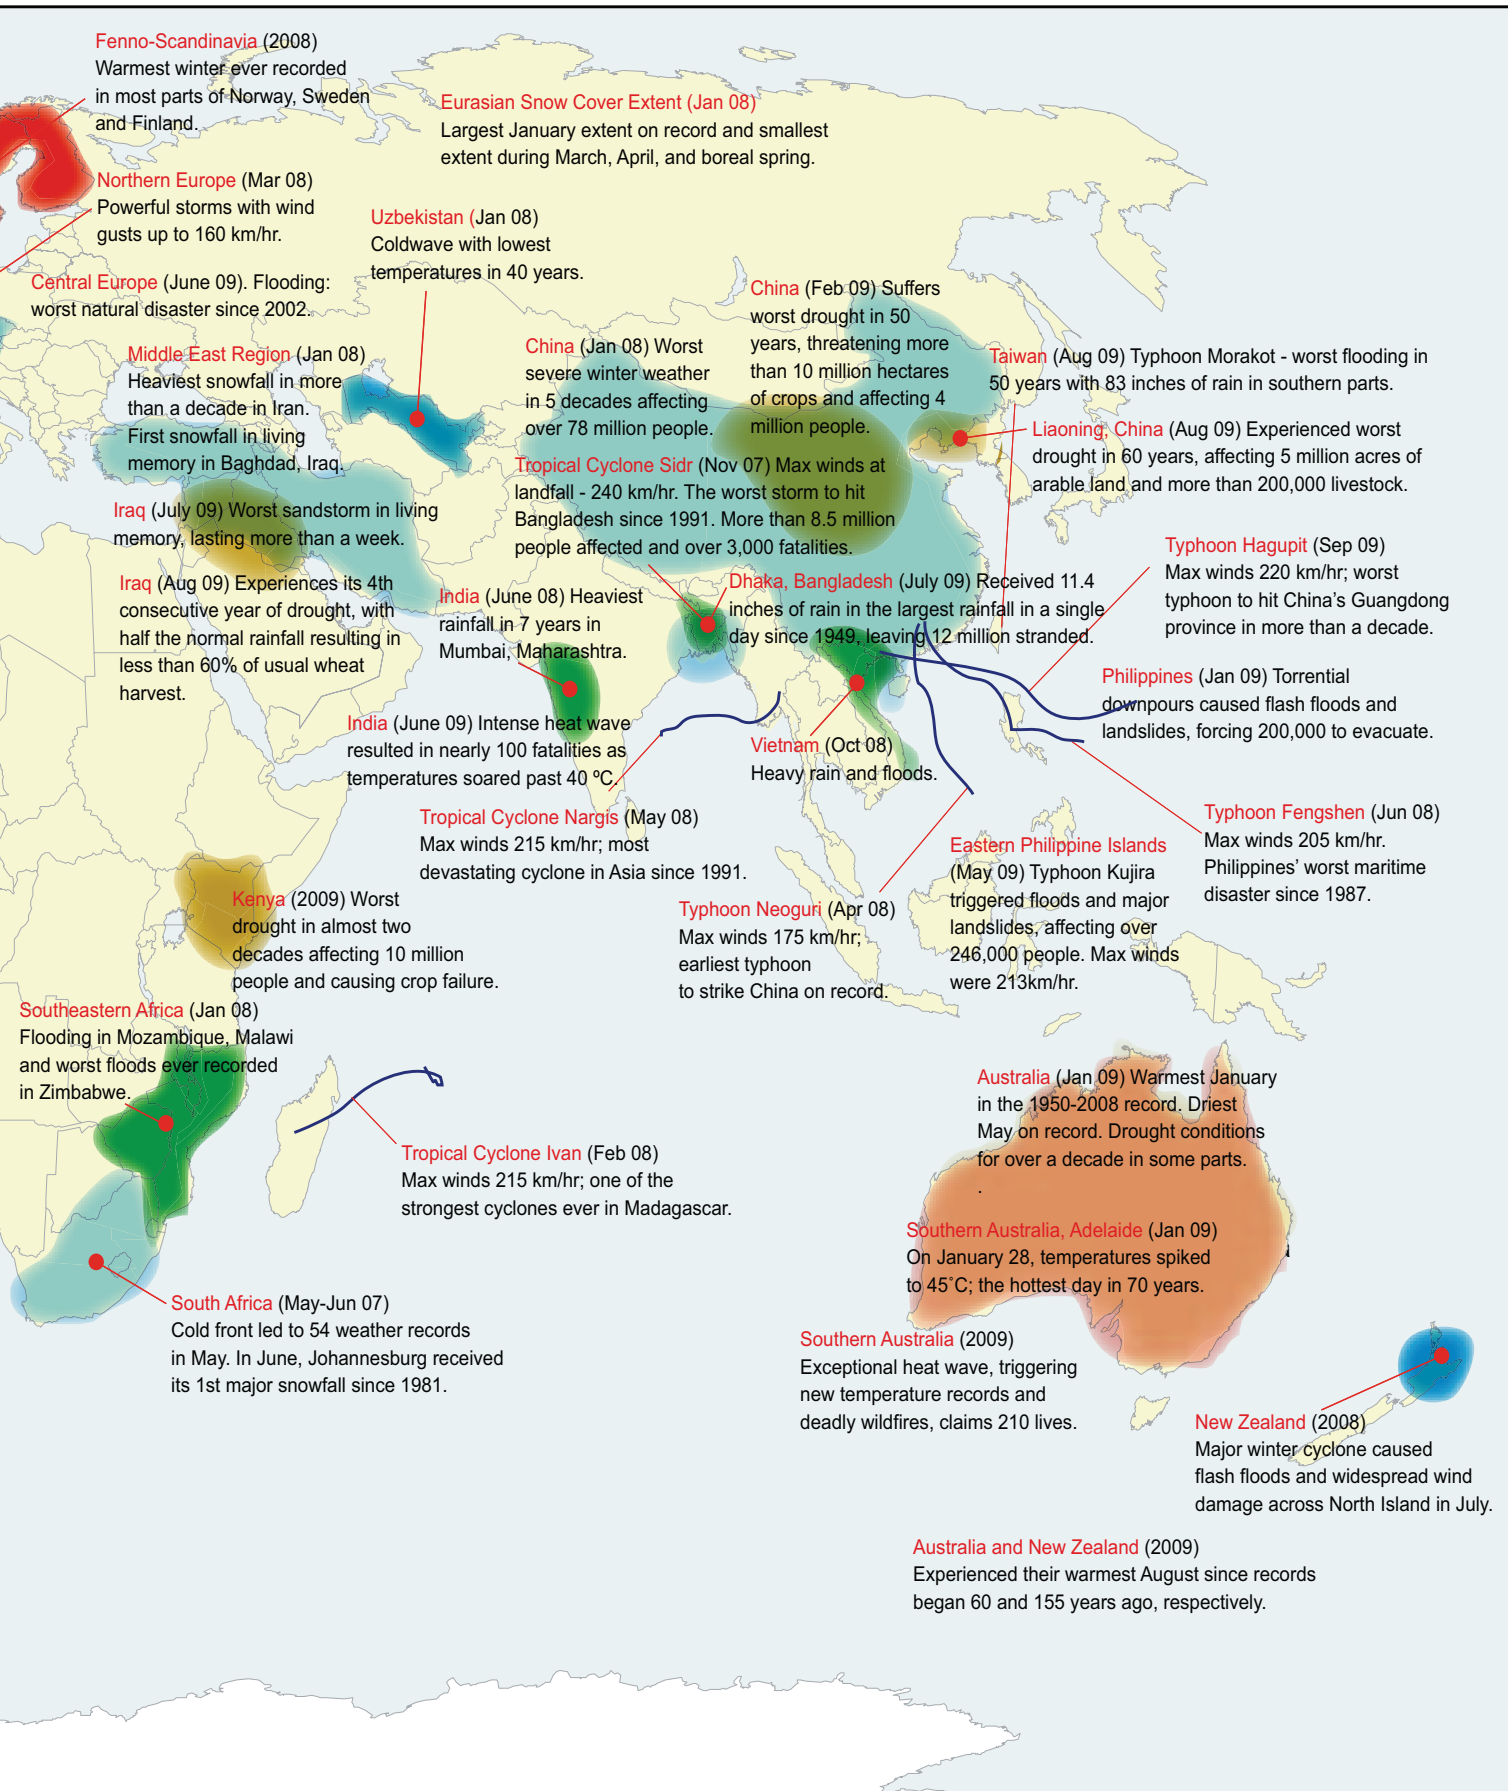 Fenno-Scandinavia (2008)
Warmest winter ever recorded
in most parts of Norway, Sweden
and Finland.
Eurasian Snow Cover Extent (Jan 08)
Largest January extent on record and smallest
extent during March, April, and boreal spring.
Northern Europe (Mar 08)
Powerful storms with wind
gusts up to 160 km/hr.
Uzbekistan (Jan 08)
Coldwave with lowest
temperatures in 40 years.
Central Europe (June 09). Flooding:
worst natural disaster since 2002.
China (Feb 09) Suffers
worst drought in 50
years, threatening more
than 10 million hectares
of crops and affecting 4
million people.
China (Jan 08) Worst
severe winter weather
in 5 decades affecting
over 78 million people.
Middle East Region (Jan 08)
Heaviest snowfall in more
than a decade in Iran.
First snowfall in living
memory in Baghdad, Iraq.
Taiwan (Aug 09) Typhoon Morakot - worst flooding in
50 years with 83 inches of rain in southern parts.
Liaoning, China (Aug 09) Experienced worst
drought in 60 years, affecting 5 million acres of
arable land and more than 200,000 livestock.
Tropical Cyclone Sidr (Nov 07) Max winds at
landfall - 240 km/hr. The worst storm to hit
Bangladesh since 1991. More than 8.5 million
people affected and over 3,000 fatalities.
Iraq (July 09) Worst sandstorm in living
memory, lasting more than a week.
Typhoon Hagupit (Sep 09)
Max winds 220 km/hr; worst
typhoon to hit China's Guangdong
province in more than a decade.
Iraq (Aug 09) Experiences its 4th
consecutive year of drought, with
half the normal rainfall resulting in
less than 60% of usual wheat
harvest.
India (June 08) Heaviest
rainfall in 7 years in
Mumbai, Maharashtra.
Dhaka, Bangladesh (July 09) Received 11.4
inches of rain in the largest rainfall in a single
day since 1949, leaving 12 million stranded.
Philippines (Jan 09) Torrential
downpours caused flash floods and
landslides, forcing 200,000 to evacuate.
India (June 09) Intense heat wave
resulted in nearly 100 fatalities as
temperatures soared past 40 ºC.
Vietnam (Oct 08)
Heavy rain and floods.
Tropical Cyclone Nargis (May 08)
Max winds 215 km/hr; most
devastating cyclone in Asia since 1991.
Typhoon Fengshen (Jun 08)
Max winds 205 km/hr.
Philippines' worst maritime
disaster since 1987.
Eastern Philippine Islands
(May 09) Typhoon Kujira
triggered floods and major
landslides, affecting over
246,000 people. Max winds
were 213km/hr.
Kenya (2009) Worst
drought in almost two
decades affecting 10 million
people and causing crop failure.
Typhoon Neoguri (Apr 08)
Max winds 175 km/hr;
earliest typhoon
to strike China on record.
Southeastern Africa (Jan 08)
Flooding in Mozambique, Malawi
and worst floods ever recorded
in Zimbabwe.
Australia (Jan 09) Warmest January
in the 1950-2008 record. Driest
May on record. Drought conditions
for over a decade in some parts.
.
Tropical Cyclone Ivan (Feb 08)
Max winds 215 km/hr; one of the
strongest cyclones ever in Madagascar.
Southern Australia, Adelaide (Jan 09)
On January 28, temperatures spiked
to 45˚C; the hottest day in 70 years.
South Africa (May-Jun 07)
Cold front led to 54 weather records
in May. In June, Johannesburg received
its 1st major snowfall since 1981.
Southern Australia (2009)
Exceptional heat wave, triggering
new temperature records and
deadly wildfires, claims 210 lives.
New Zealand (2008)
Major winter cyclone caused
flash floods and widespread wind
damage across North Island in July.
Australia and New Zealand (2009)
Experienced their warmest August since records
began 60 and 155 years ago, respectively.